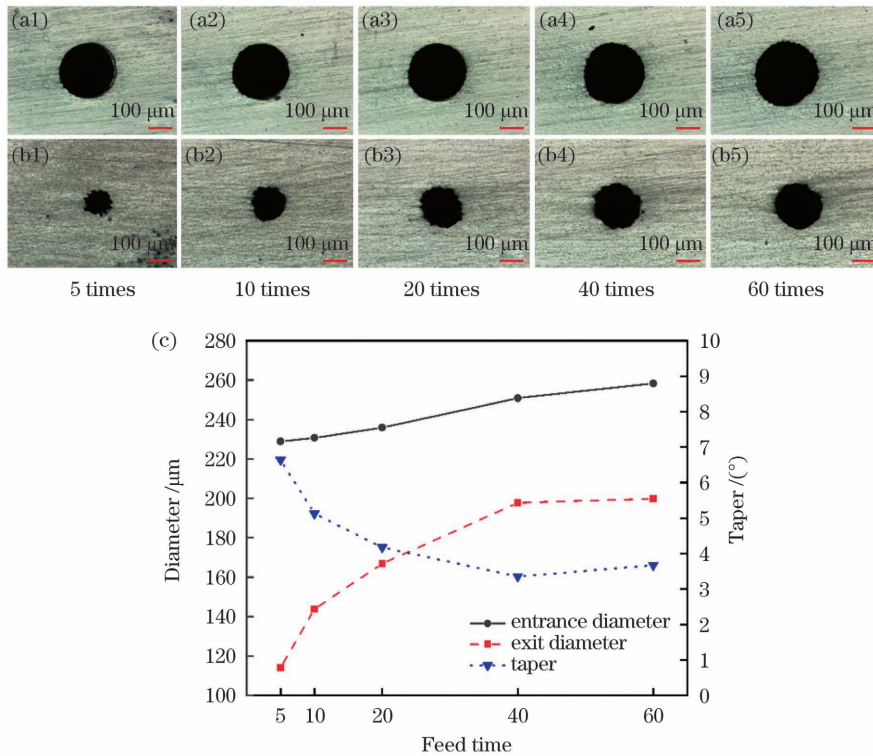 (a1) (a2) (a3) (a4) (a5)
100 μm 100 μm 100 μm 100 μm 100 μm
(b1) (b2) (b3) (b4) (b5)
100 μm 100 μm 100 μm 100 μm 100 μm
5 times 10 times 20 times 40 times 60 times
(c)
280
260
240
220
200
180
160
140
120
100
Diameter /μm
10
9
8
7
6
5
4
3
2
1
0
Taper /(°)
entrance diameter
exit diameter
taper
5 10 20 40 60
Feed time